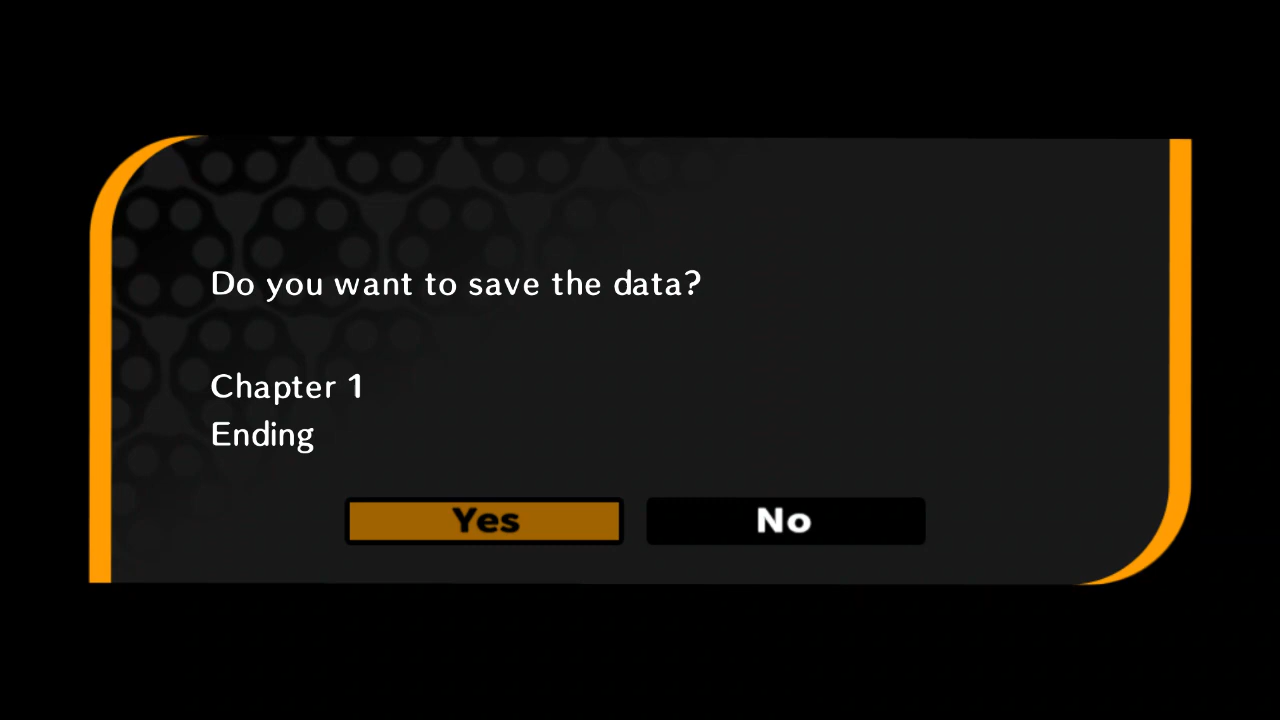 Do you want to save the data?
Chapter 1
Ending
Yes
No